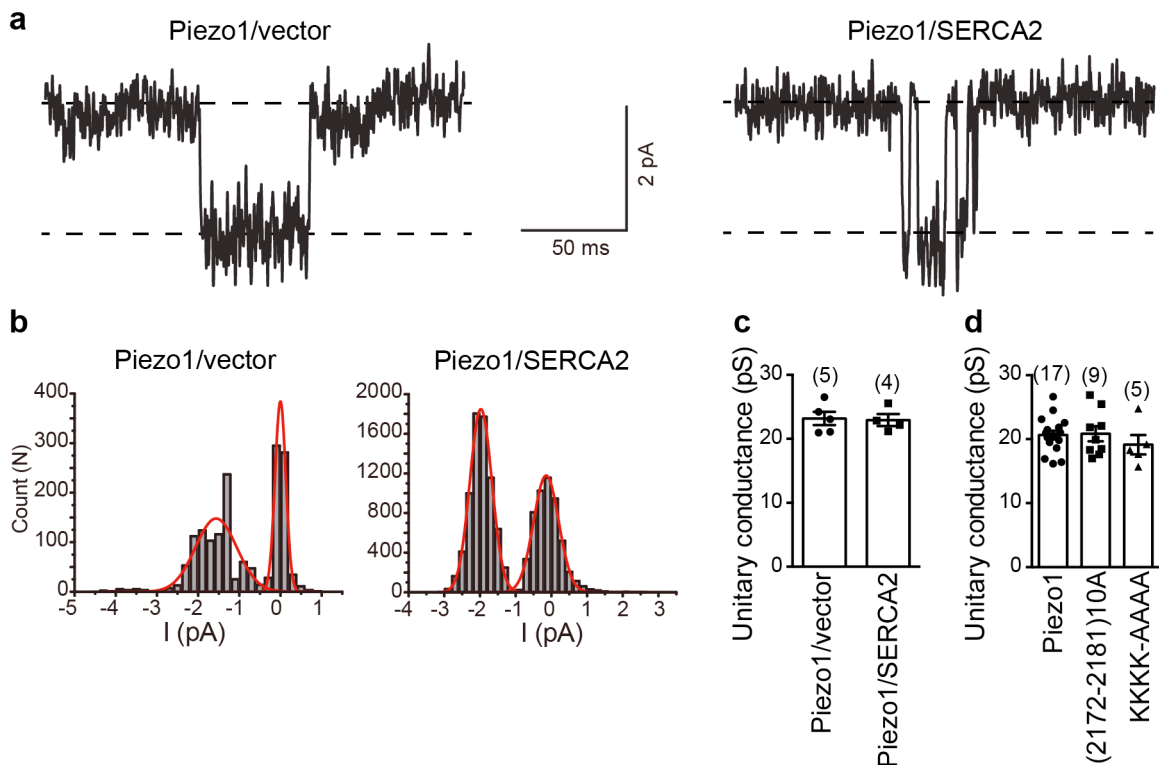 a
Piezo1/vector
Piezo1/SERCA2
2 pA
50 ms
b
Piezo1/vector
Piezo1/SERCA2
Count (N)
400
300
200
100
0
-5
-4
-3
-2
-1
0
1
I (pA)
2000
1600
1200
800
400
0
-4
-3
-2
-1
0
1
2
3
I (pA)
c
Unitary conductance (pS)
30
20
10
0
(5)
(4)
Piezo1/vector
Piezo1/SERCA2
d
Unitary conductance (pS)
30
20
10
0
(17)
(9)
(5)
Piezo1
(2172-2181)10A
KKKK-AAAA